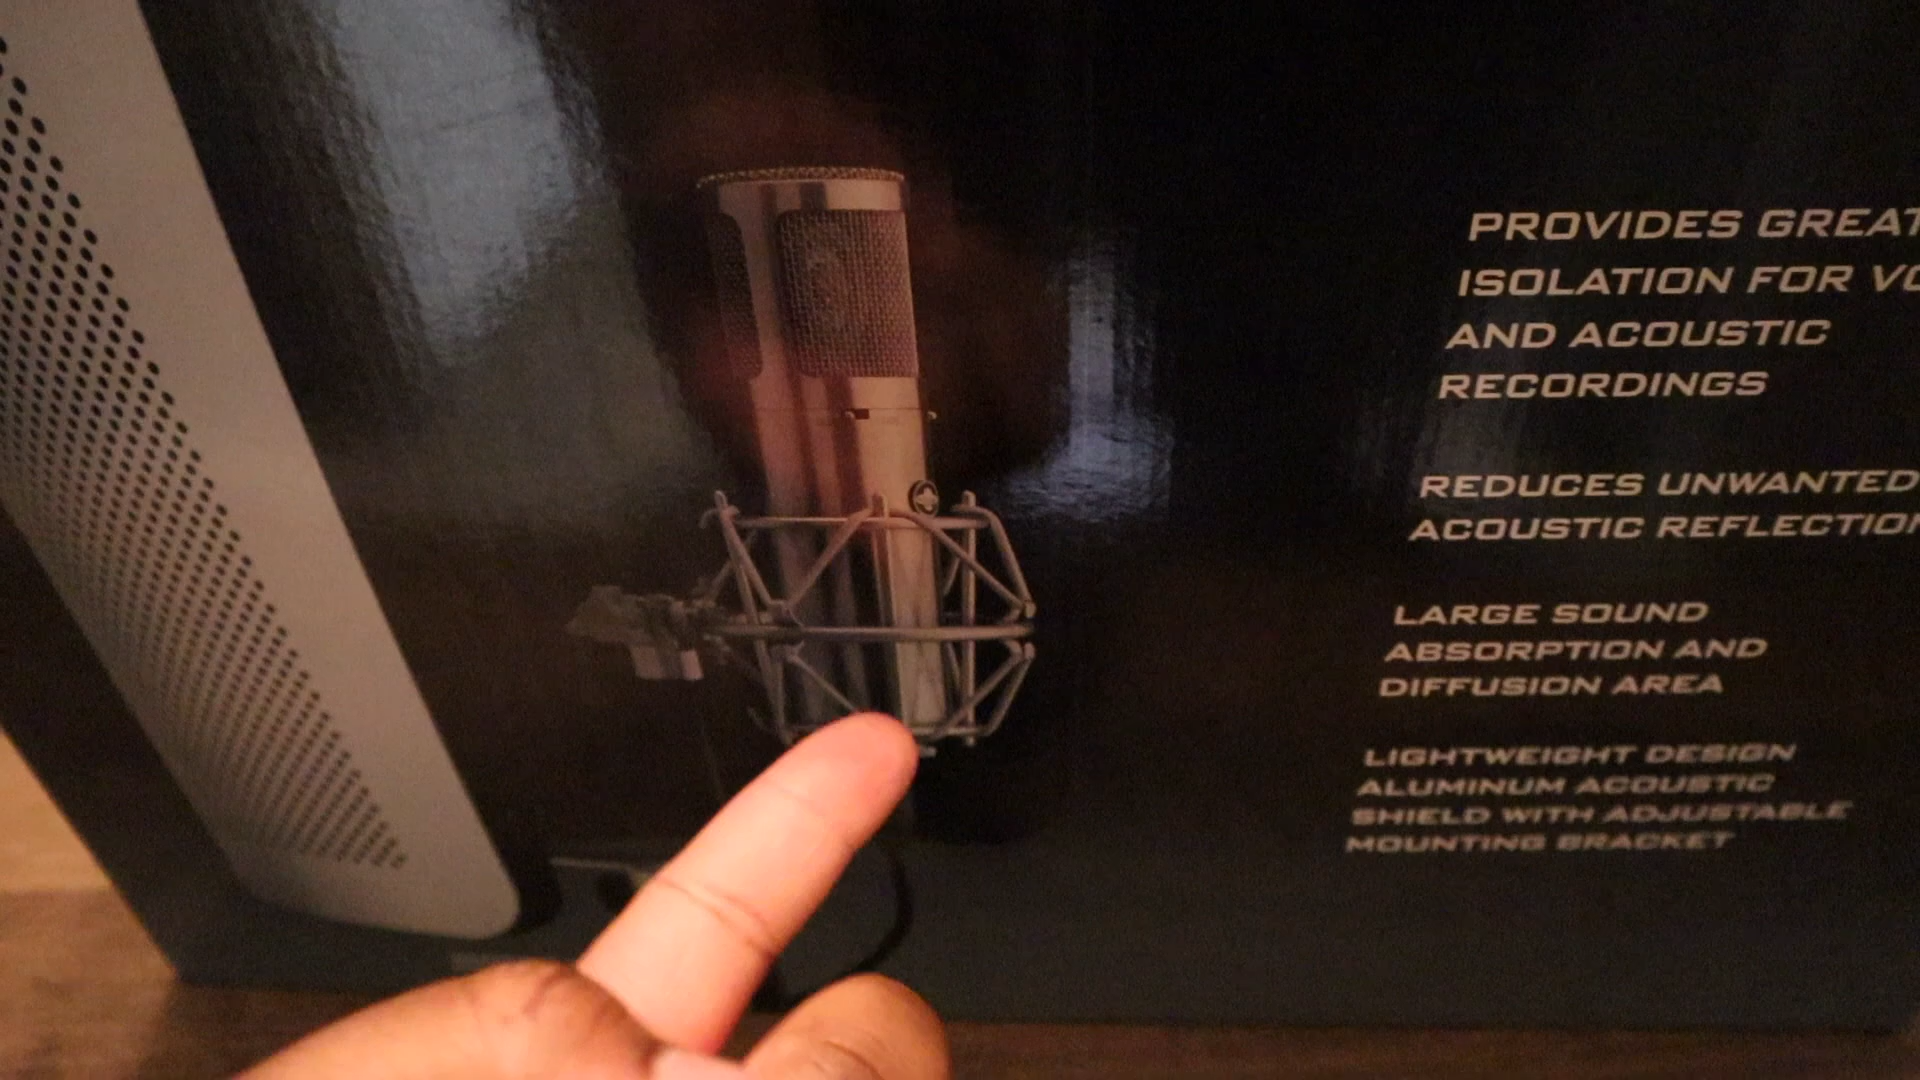 PROVIDES GREAT
ISOLATION FOR
AND ACOUSTIC
RECORDINGS
REDUCES UNWANTED
ACOUSTIC
LARGE SOUND
ABSORPTION AND
DIFFUSION AREA
LIGHTWEIGHT DESIGN
ALUMINUM ACOUSTIC
SHIELD WITH ADJUSTABLE
MOUNTING BRACKET